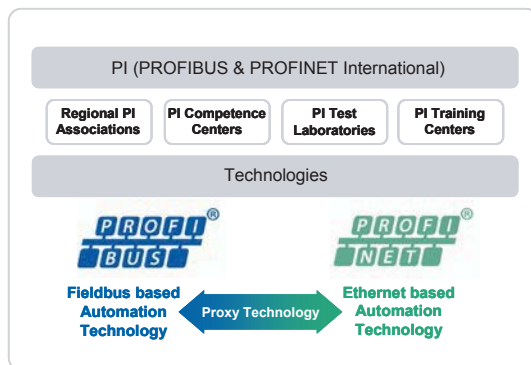 PI (PROFIBUS & PROFINET International)
Regional PI
Associations
PI Competence
Centers
PI Test
Laboratories
PI Training
Centers
Technologies
PROFI®
BUS
PROFI®
NET
Fieldbus based
Automation
Technology
Proxy Technology
Ethernet based
Automation
Technology